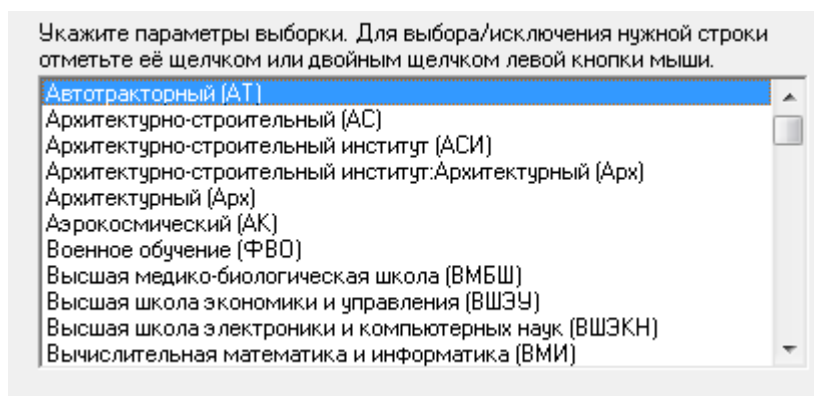 Укажите параметры выборки. Для выбора/исключения нужной строки
отметьте её щелчком или двойным щелчком левой кнопки мыши.
Автотракторный (АТ)
Архитектурно-строительный (АС)
Архитектурно-строительный институт (АСИ)
Архитектурно-строительный институт:Архитектурный (Арх)
Архитектурный (Арх)
Аэрокосмический (АК)
Военное обучение (ФВО)
Высшая медико-биологическая школа (ВМБШ)
Высшая школа экономики и управления (ВШЭУ)
Высшая школа электроники и компьютерных наук (ВШЭКН)
Вычислительная математика и информатика (ВМИ)